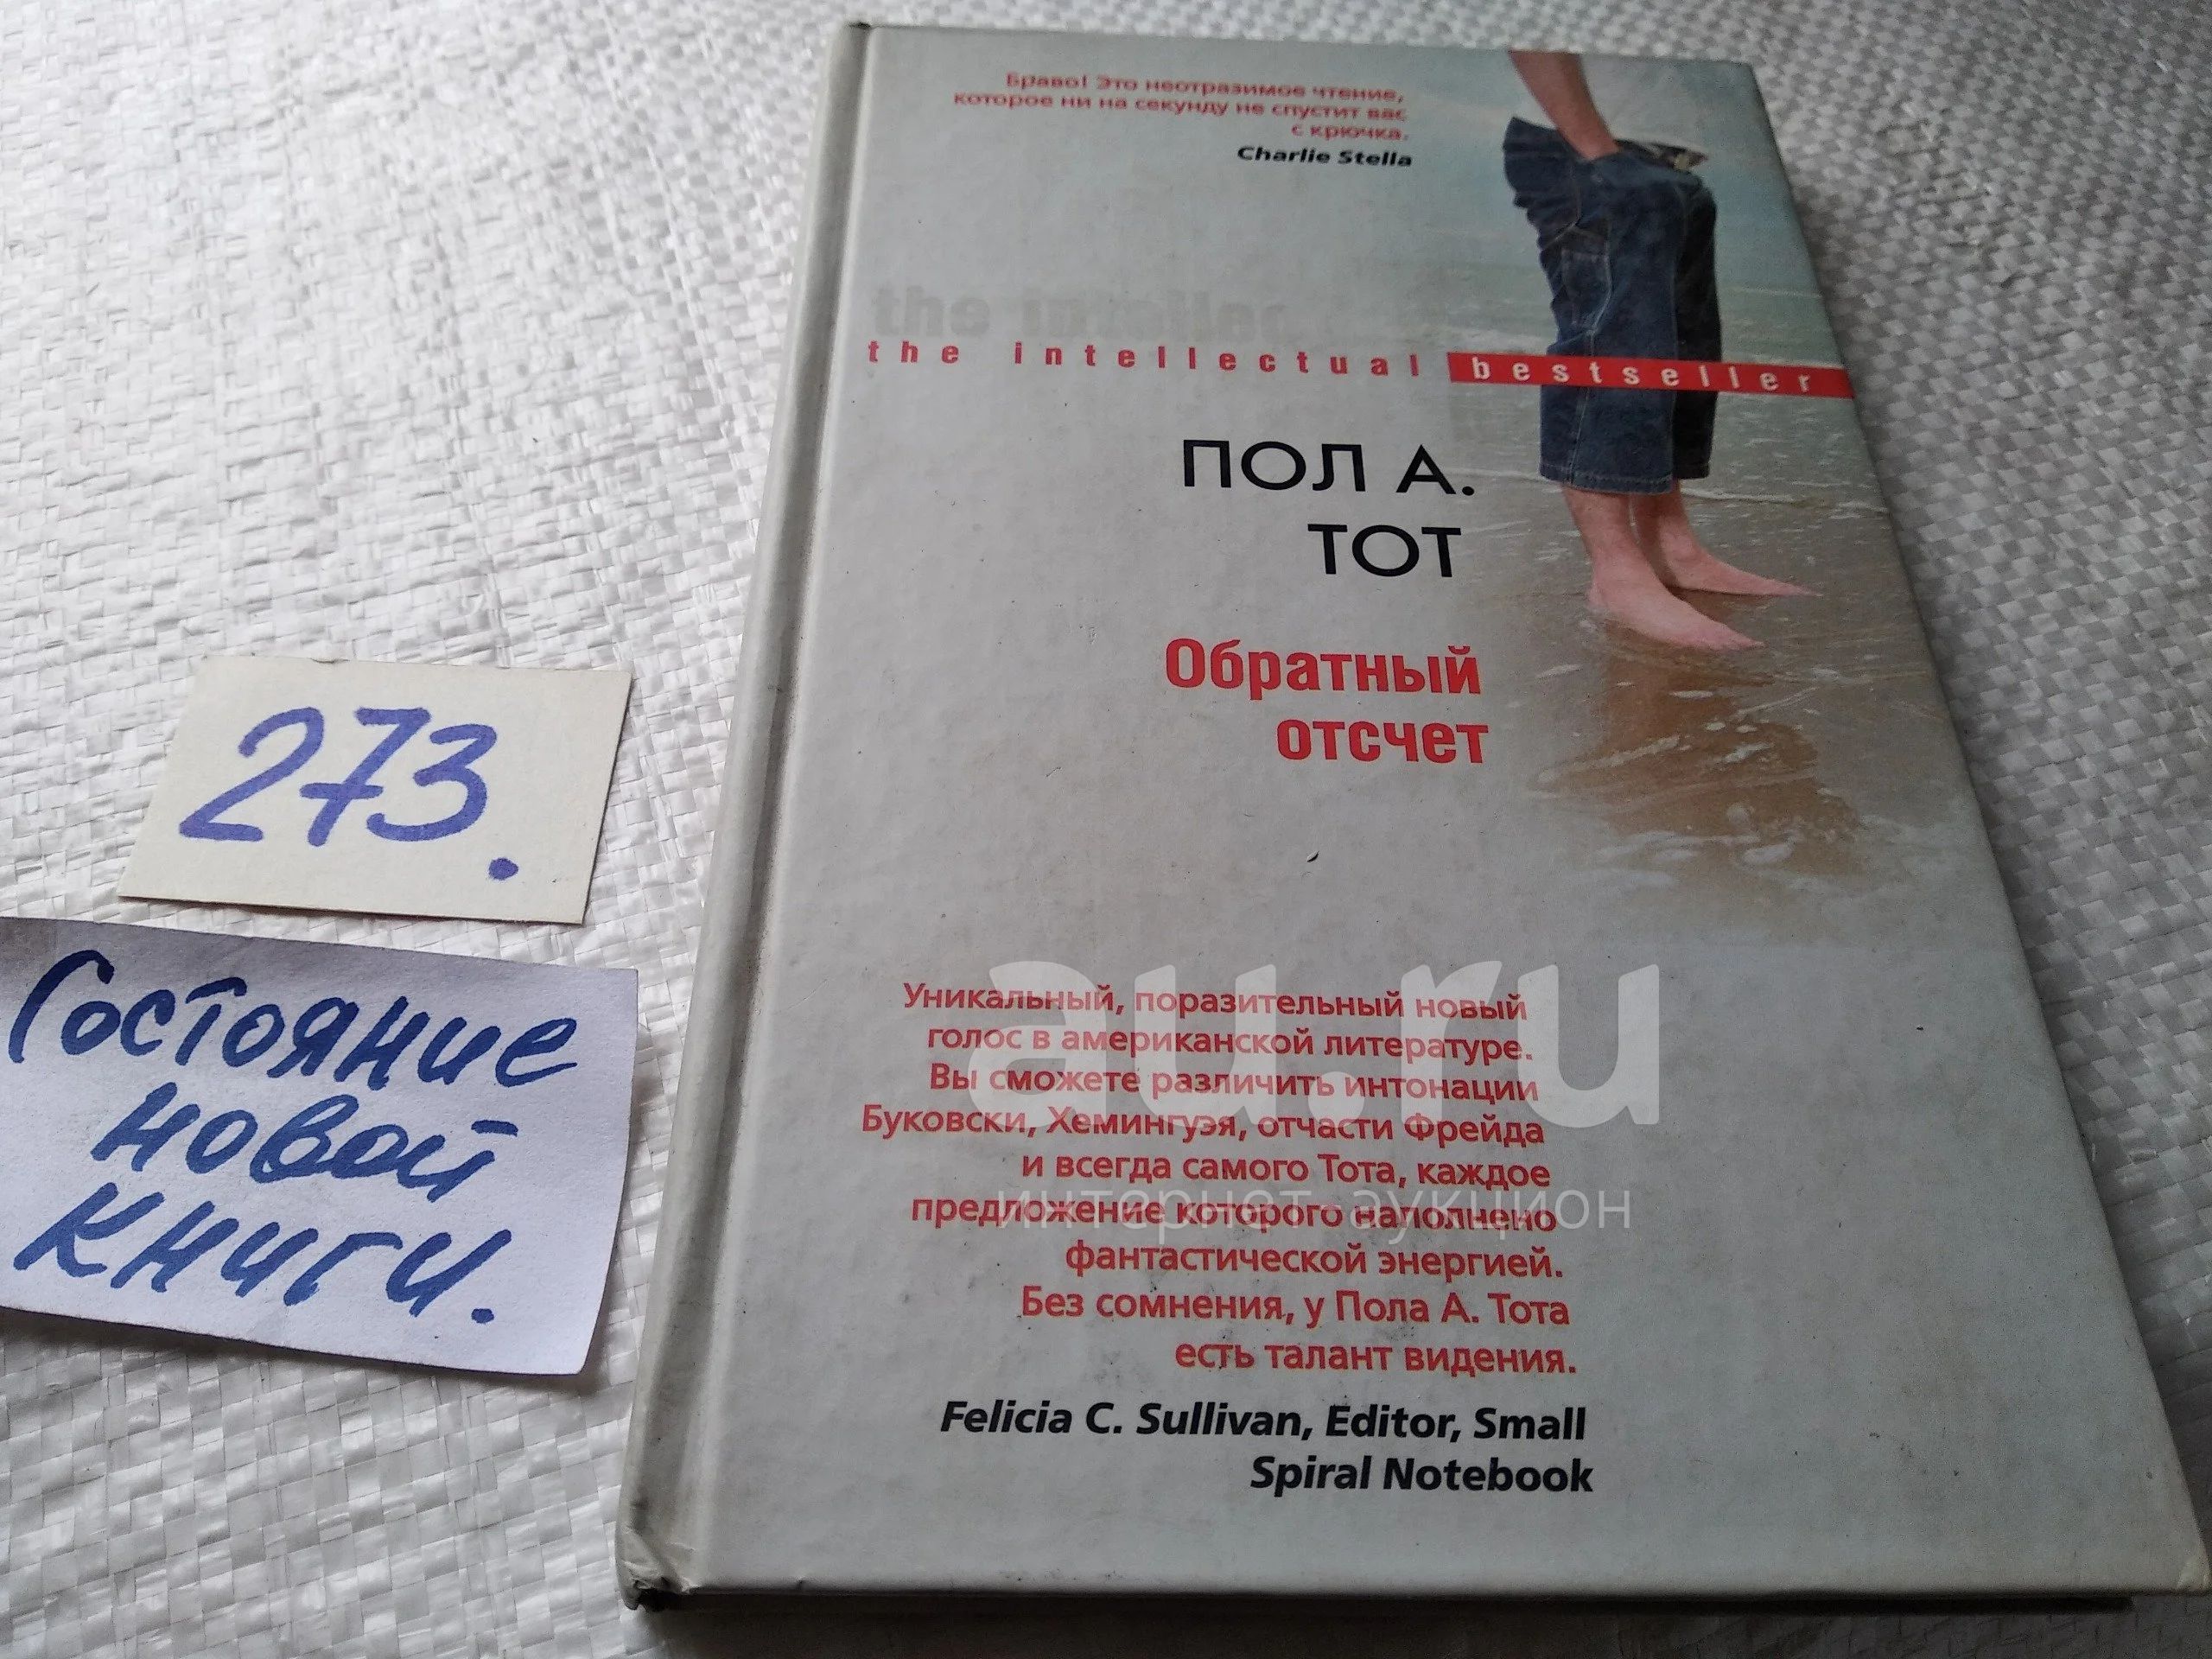 Браво! Это неотразимое чтение,
которое ни на секунду не спустит вас
с крючка.
Charlie Stella
the intellec
the intellectual bestseller
ПОЛ А.
ТОТ
Обратный
отсчет
273.
Состояние
новой
книги.
au.ru
интернет-аукцион
Уникальный, поразительный новый
голос в американской литературе.
Вы сможете различить интонации
Буковски, Хемингуэя, отчасти Фрейда
и всегда самого Тота, каждое
предложение которого наполнено
фантастической энергией.
Без сомнения, у Пола А. Тота
есть талант видения.
Felicia C. Sullivan, Editor, Small
Spiral Notebook